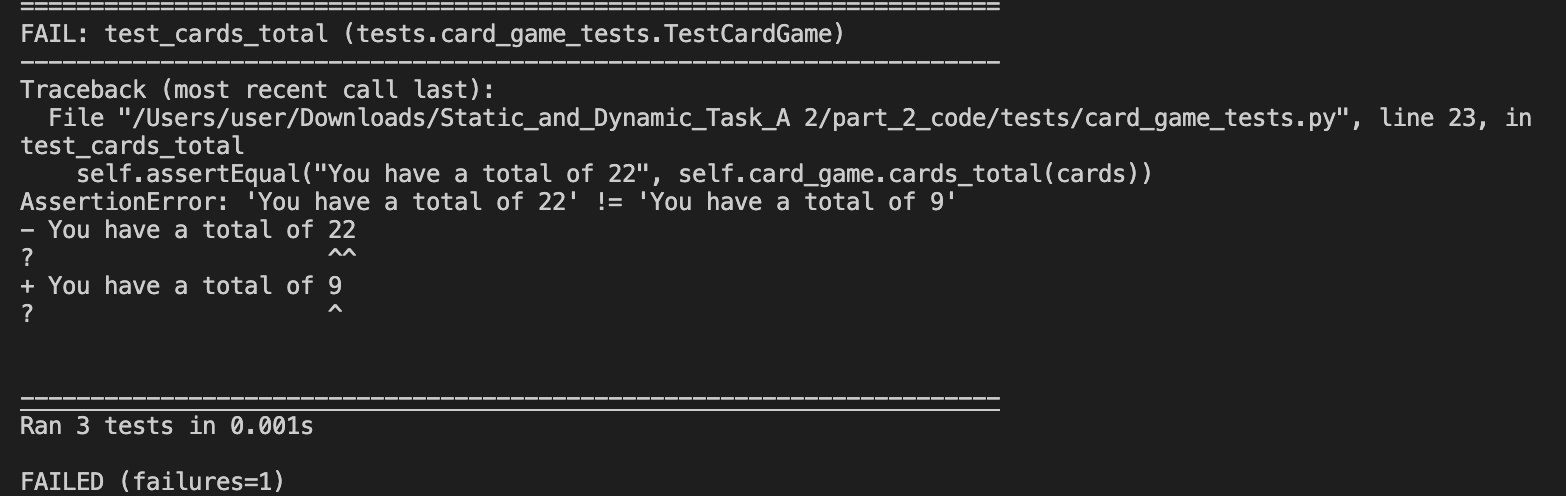 ======================================================================
FAIL: test_cards_total (tests.card_game_tests.TestCardGame)
----------------------------------------------------------------------
Traceback (most recent call last):
  File "/Users/user/Downloads/Static_and_Dynamic_Task_A 2/part_2_code/tests/card_game_tests.py", line 23, in
test_cards_total
    self.assertEqual("You have a total of 22", self.card_game.cards_total(cards))
AssertionError: 'You have a total of 22' != 'You have a total of 9'
- You have a total of 22
?                     ^^
+ You have a total of 9
?                     ^
----------------------------------------------------------------------
Ran 3 tests in 0.001s
FAILED (failures=1)